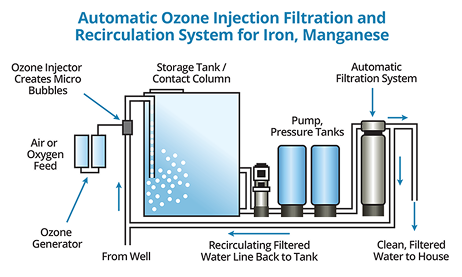 Automatic Ozone Injection Filtration and
Recirculation System for Iron, Manganese
Ozone Injector
Creates Micro
Bubbles
Storage Tank /
Contact Column
Automatic
Filtration System
Pump,
Pressure Tanks
Air or
Oxygen
Feed
Ozone
Generator
From Well
Recirculating Filtered
Water Line Back to Tank
Clean, Filtered
Water to House